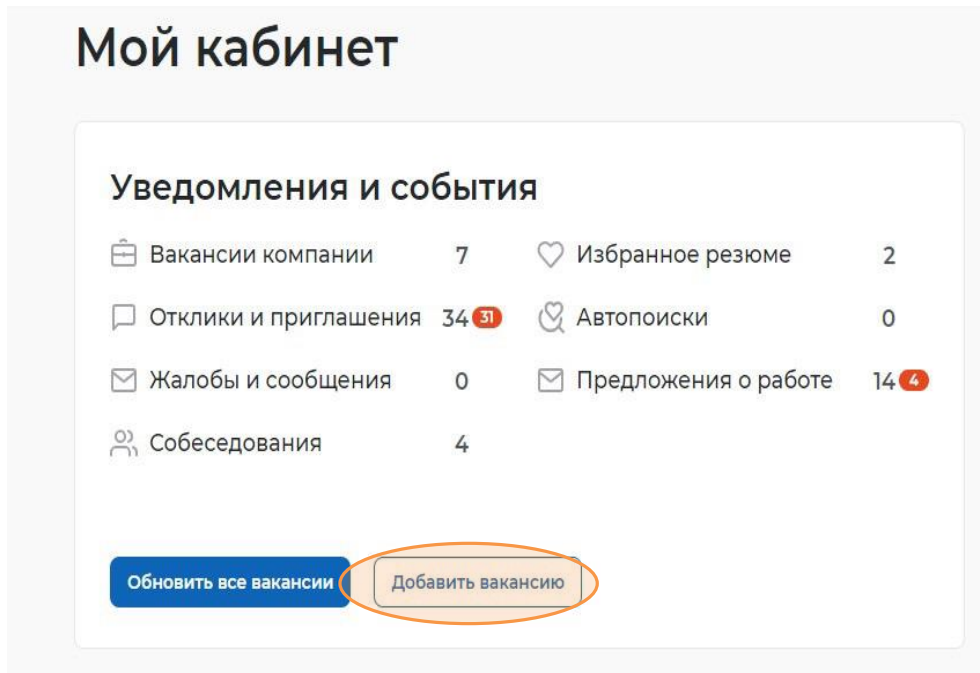 Мой кабинет
Уведомления и события
Вакансии компании 7 Избранное резюме 2
Отклики и приглашения 34 31 Автопоиски 0
Жалобы и сообщения 0 Предложения о работе 14 4
Собеседования 4
Обновить все вакансии Добавить вакансию